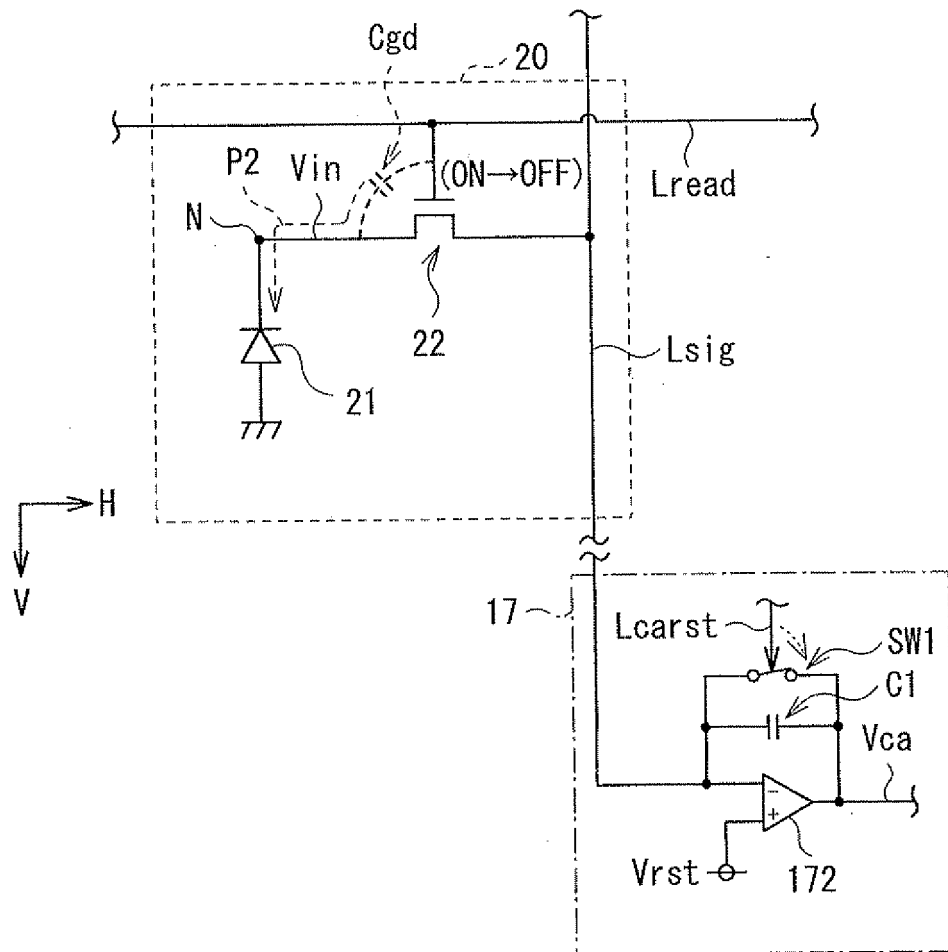 Cgd
20
P2
Vin
(ON→OFF)
Lread
N
22
Lsig
21
H
V
17
Lcarst
SW1
C1
Vca
−
+
Vrst
172